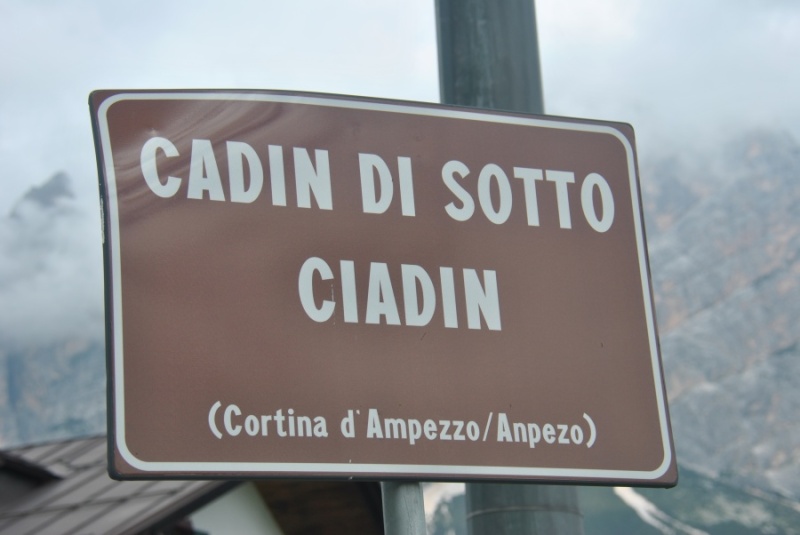 CADIN DI SOTTO
CIADIN
(Cortina d'Ampezzo/Anpezo)